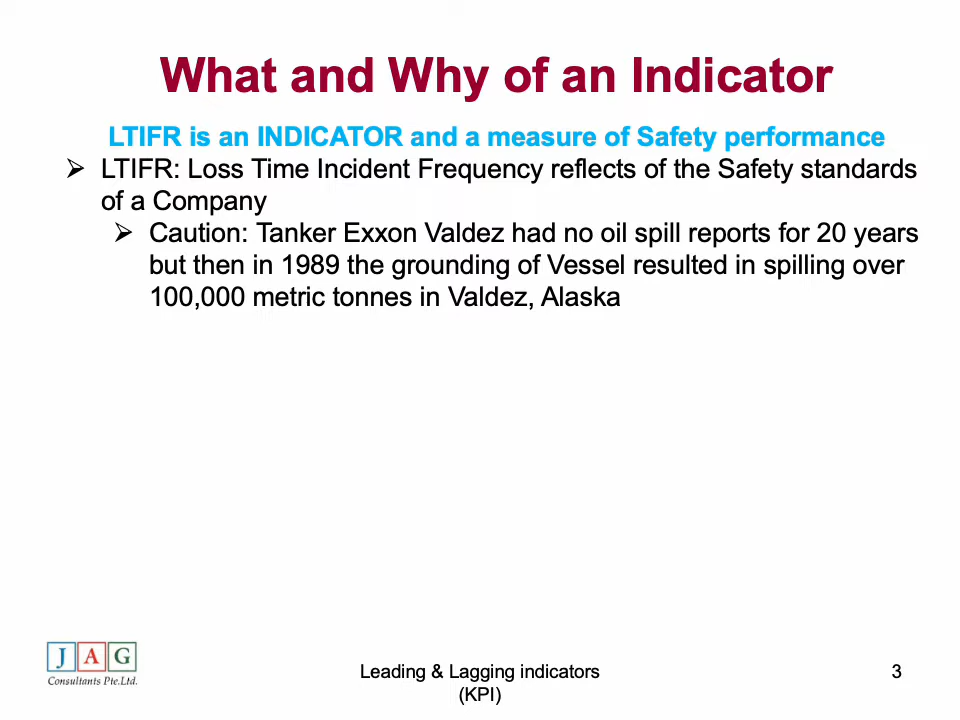 What and Why of an Indicator
LTIFR is an INDICATOR and a measure of Safety performance
➢ LTIFR: Loss Time Incident Frequency reflects of the Safety standards
of a Company
➢ Caution: Tanker Exxon Valdez had no oil spill reports for 20 years
but then in 1989 the grounding of Vessel resulted in spilling over
100,000 metric tonnes in Valdez, Alaska
J A G
Consultants Pte.Ltd.
Leading & Lagging indicators
(KPI)
3